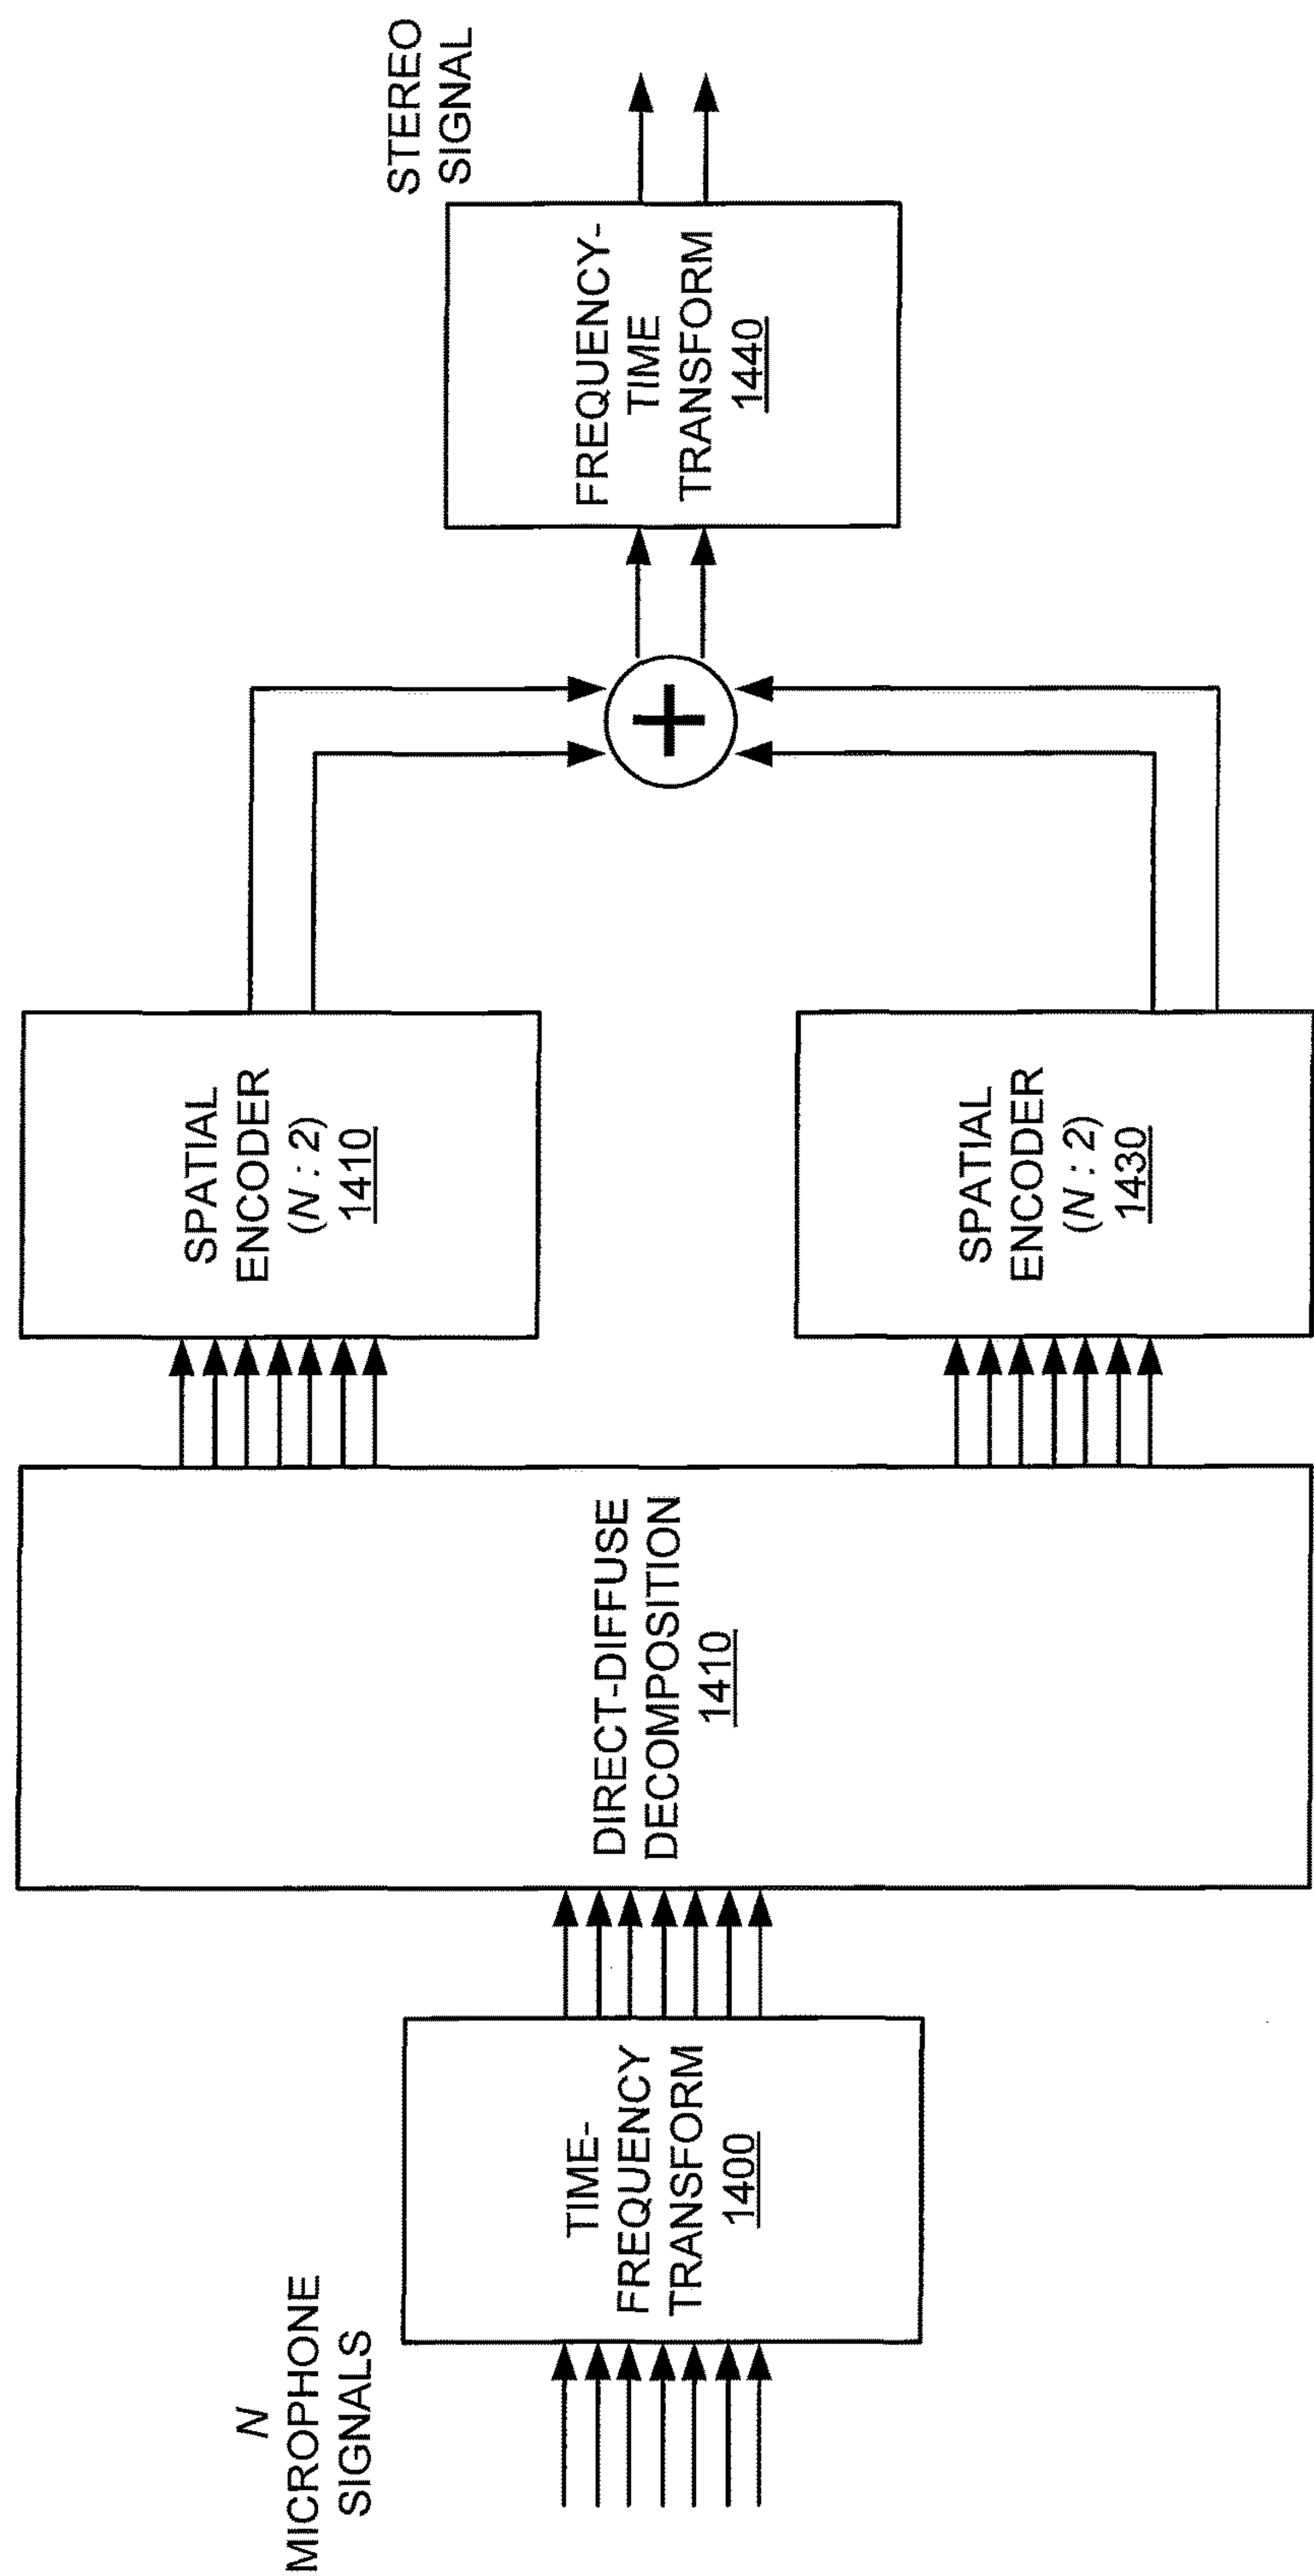 N
MICROPHONE
SIGNALS
TIME-
FREQUENCY
TRANSFORM
1400
DIRECT-DIFFUSE
DECOMPOSITION
1410
SPATIAL
ENCODER
(N : 2)
1410
SPATIAL
ENCODER
(N : 2)
1430
+
FREQUENCY-
TIME
TRANSFORM
1440
STEREO
SIGNAL